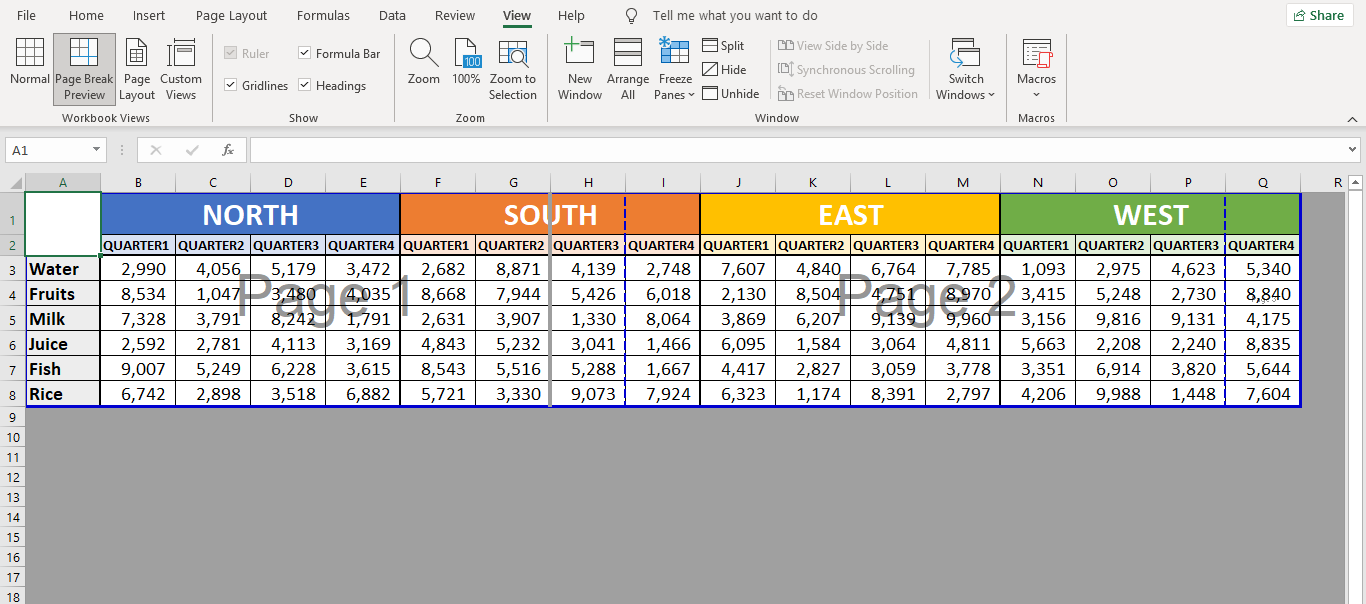 File Home Insert Page Layout Formulas Data Review View Help Tell me what you want to do Share
Normal Page Break Preview Page Layout Custom Views
Ruler Formula Bar
Gridlines Headings
Zoom 100% Zoom to Selection
100
New Window Arrange All Freeze Panes
Split
Hide
Unhide
View Side by Side
Synchronous Scrolling
Reset Window Position
Switch Windows
Macros
Workbook Views Show Zoom Window Macros
A1 fx
A B C D E F G H I J K L M N O P Q R
1 NORTH SOUTH EAST WEST
2 QUARTER1 QUARTER2 QUARTER3 QUARTER4 QUARTER1 QUARTER2 QUARTER3 QUARTER4 QUARTER1 QUARTER2 QUARTER3 QUARTER4 QUARTER1 QUARTER2 QUARTER3 QUARTER4
3 Water 2,990 4,056 5,179 3,472 2,682 8,871 4,139 2,748 7,607 4,840 6,764 7,785 1,093 2,975 4,623 5,340
4 Fruits 8,534 1,047 3,480 4,035 8,668 7,944 5,426 6,018 2,130 8,504 4,751 8,970 3,415 5,248 2,730 8,840
Page 1 Page 2
5 Milk 7,328 3,791 8,242 1,791 2,631 3,907 1,330 8,064 3,869 6,207 9,139 9,960 3,156 9,816 9,131 4,175
6 Juice 2,592 2,781 4,113 3,169 4,843 5,232 3,041 1,466 6,095 1,584 3,064 4,811 5,663 2,208 2,240 8,835
7 Fish 9,007 5,249 6,228 3,615 8,543 5,516 5,288 1,667 4,417 2,827 3,059 3,778 3,351 6,914 3,820 5,644
8 Rice 6,742 2,898 3,518 6,882 5,721 3,330 9,073 7,924 6,323 1,174 8,391 2,797 4,206 9,988 1,448 7,604
9
10
11
12
13
14
15
16
17
18